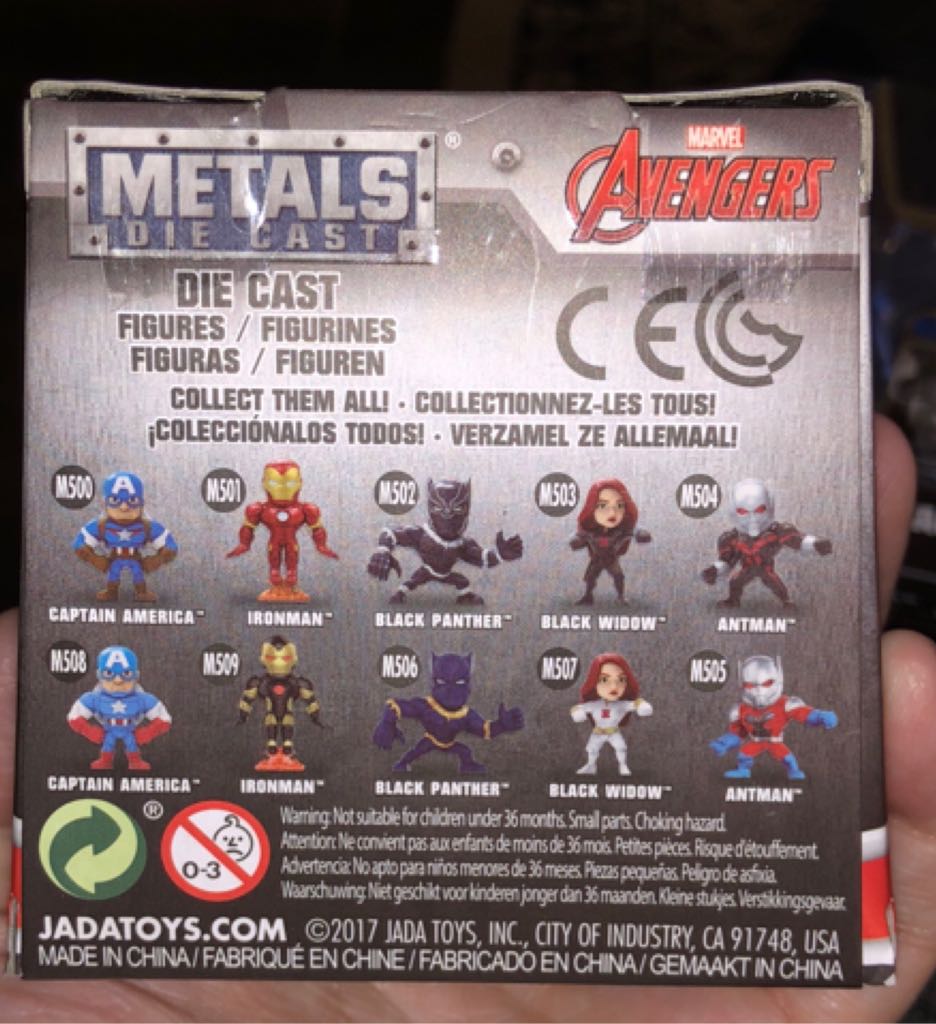 METALS ®
DIE CAST
MARVEL
AVENGERS
DIE CAST
FIGURES / FIGURINES
FIGURAS / FIGUREN
CE
COLLECT THEM ALL! · COLLECTIONNEZ-LES TOUS!
¡COLECCIÓNALOS TODOS! · VERZAMEL ZE ALLEMAAL!
M500 M501 M502 M503 M504
CAPTAIN AMERICA™ IRONMAN™ BLACK PANTHER™ BLACK WIDOW™ ANTMAN™
M508 M509 M506 M507 M505
CAPTAIN AMERICA™ IRONMAN™ BLACK PANTHER™ BLACK WIDOW™ ANTMAN™
®
0-3
Warning: Not suitable for children under 36 months. Small parts. Choking hazard.
Attention: Ne convient pas aux enfants de moins de 36 mois. Petites pièces. Risque d'étouffement.
Advertencia: No apto para niños menores de 36 meses. Piezas pequeñas. Peligro de asfixia.
Waarschuwing: Niet geschikt voor kinderen jonger dan 36 maanden. Kleine stukjes. Verstikkingsgevaar.
JADATOYS.COM ©2017 JADA TOYS, INC., CITY OF INDUSTRY, CA 91748, USA
MADE IN CHINA / FABRIQUÉ EN CHINE / FABRICADO EN CHINA / GEMAAKT IN CHINA